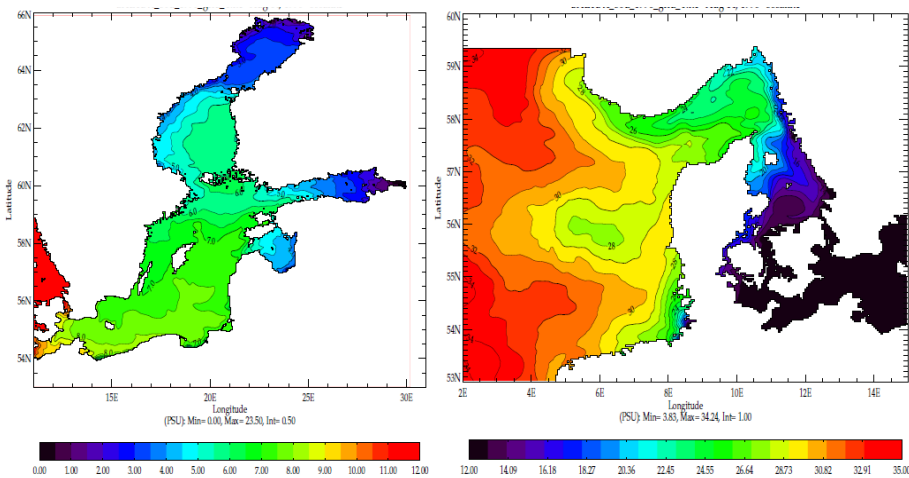 66N
64N
62N
60N
58N
56N
54N
Latitude
15E 20E 25E 30E
Longitude
(PSU): Min= 0.00, Max= 23.50, Int= 0.50
0.00 1.00 2.00 3.00 4.00 5.00 6.00 7.00 8.00 9.00 10.00 11.00 12.00
60N
59N
58N
57N
56N
55N
54N
53N
Latitude
2E 4E 6E 8E 10E 12E 14E
Longitude
(PSU): Min= 3.83, Max= 34.24, Int= 1.00
12.00 14.09 16.18 18.27 20.36 22.45 24.55 26.64 28.73 30.82 32.91 35.00